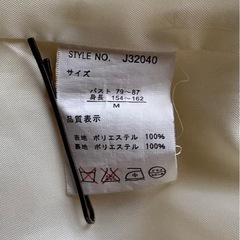 STYLE NO. J32040
サイズ
バスト 79~87
身長 154~162
M
品質表示
表地 ポリエステル 100%
裏地 ポリエステル 100%